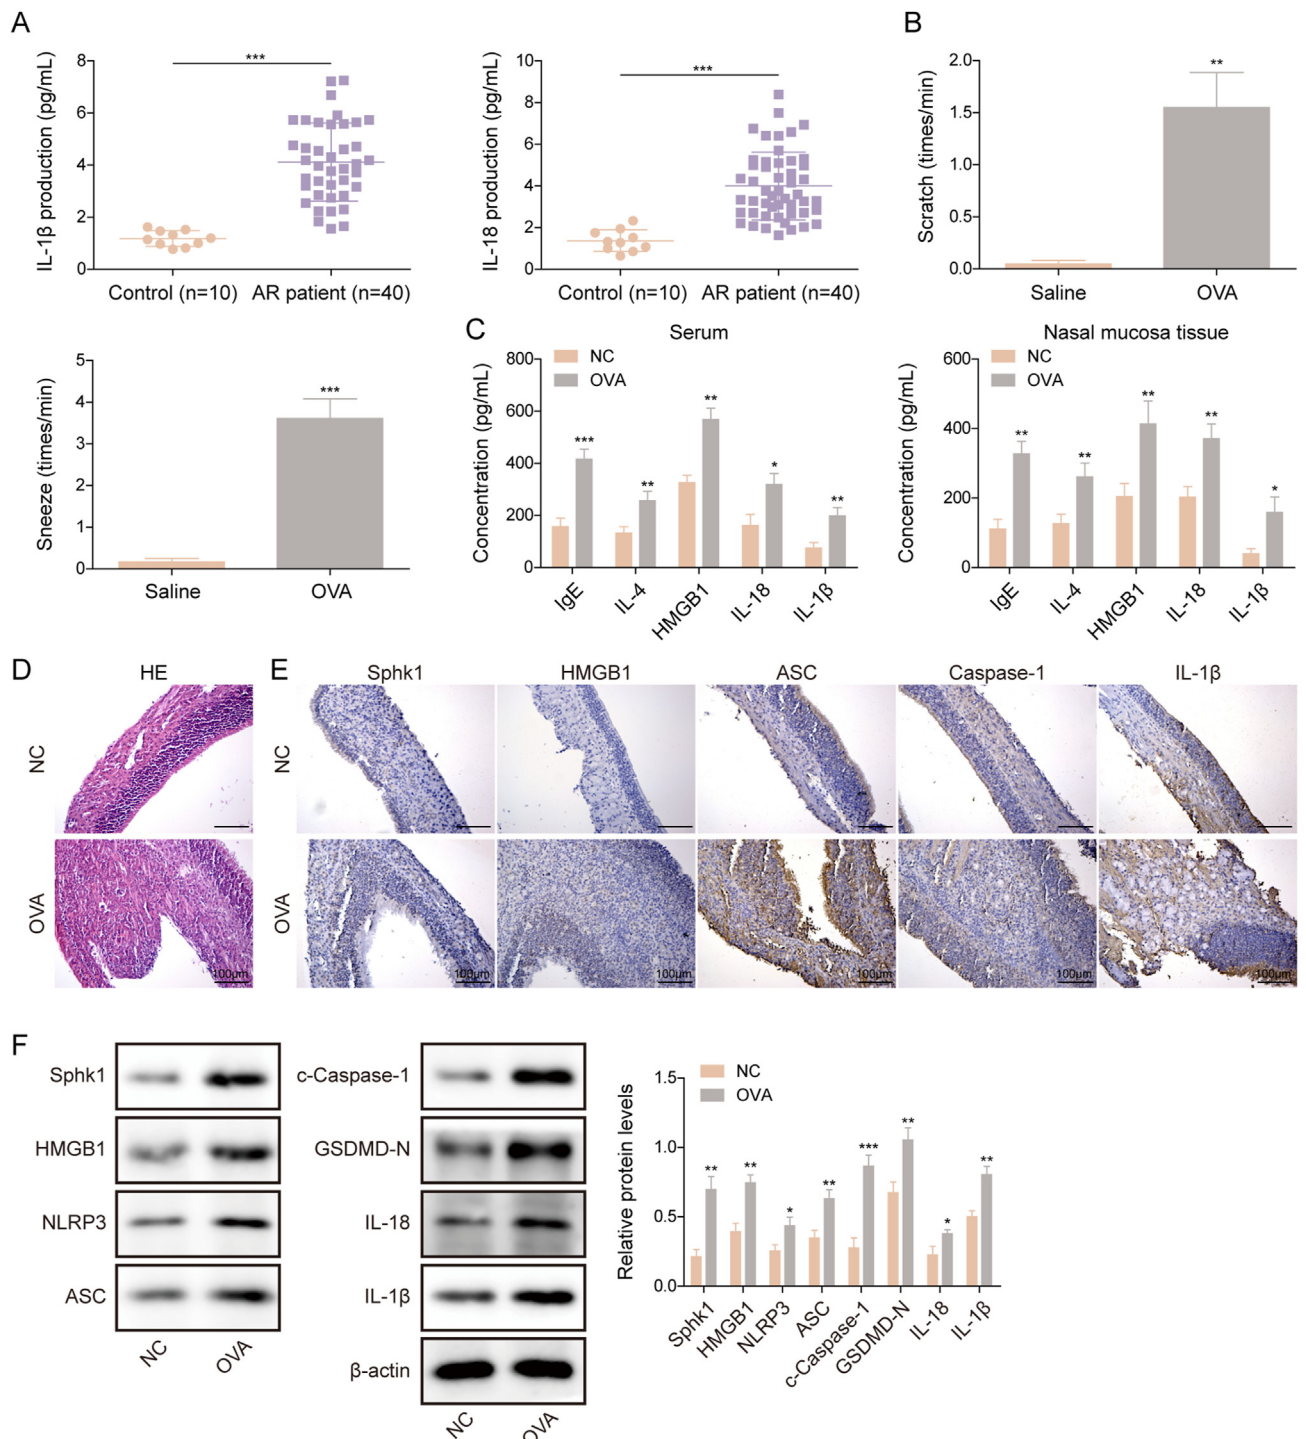 A
IL-1β production (pg/mL)
8
6
4
2
0
***
Control (n=10)
AR patient (n=40)
IL-18 production (pg/mL)
10
8
6
4
2
0
***
Control (n=10)
AR patient (n=40)
B
Scratch (times/min)
2.0
1.5
1.0
0.5
0.0
**
Saline
OVA
Sneeze (times/min)
5
4
3
2
1
0
***
Saline
OVA
C
Serum
NC
OVA
Concentration (pg/mL)
800
600
400
200
0
***
**
**
*
**
IgE
IL-4
HMGB1
IL-18
IL-1β
Nasal mucosa tissue
NC
OVA
Concentration (pg/mL)
600
400
200
0
**
**
**
**
*
IgE
IL-4
HMGB1
IL-18
IL-1β
D
HE
NC
OVA
100μm
E
Sphk1
HMGB1
ASC
Caspase-1
IL-1β
NC
OVA
100μm
100μm
100μm
100μm
100μm
F
Sphk1
HMGB1
NLRP3
ASC
NC
OVA
c-Caspase-1
GSDMD-N
IL-18
IL-1β
β-actin
NC
OVA
NC
OVA
Relative protein levels
1.5
1.0
0.5
0.0
**
**
*
**
***
**
*
**
Sphk1
HMGB1
NLRP3
ASC
c-Caspase-1
GSDMD-N
IL-18
IL-1β